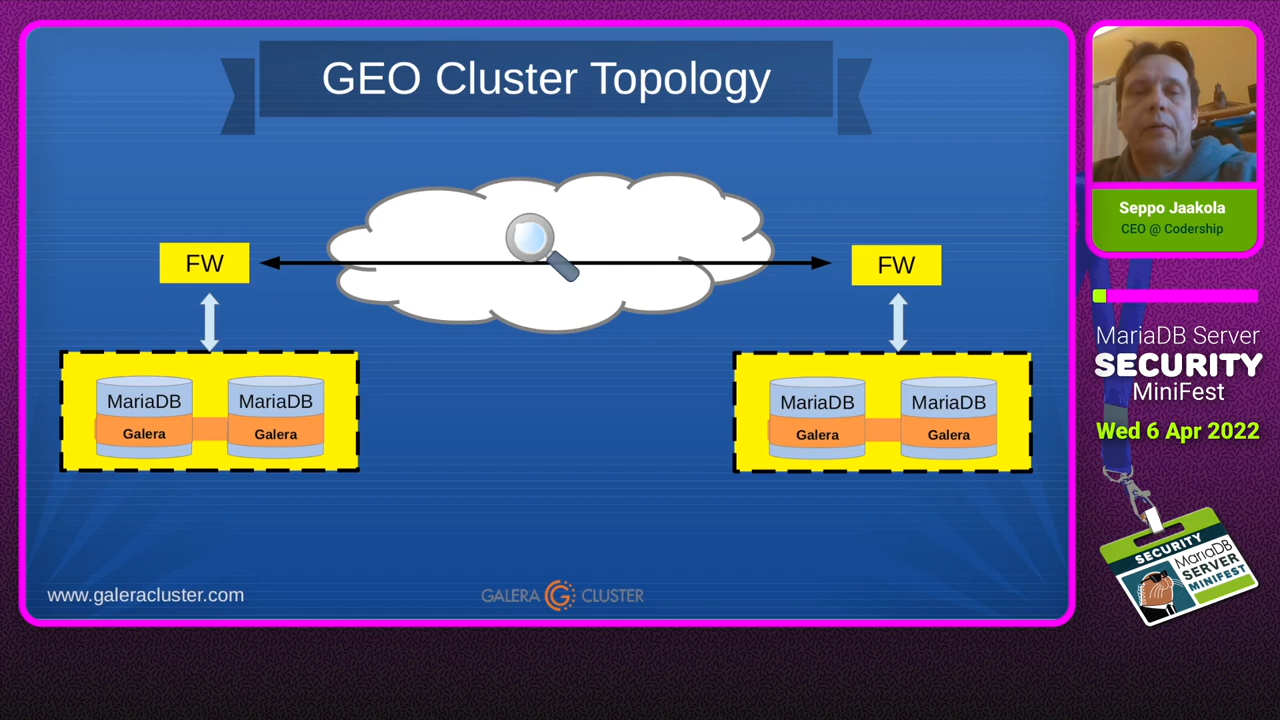 GEO Cluster Topology
FW
FW
MariaDB
MariaDB
Galera
Galera
MariaDB
MariaDB
Galera
Galera
www.galeracluster.com
GALERA CLUSTER
Seppo Jaakola
CEO @ Codership
MariaDB Server
SECURITY
MiniFest
Wed 6 Apr 2022
SECURITY
MariaDB
SERVER
MINIFEST